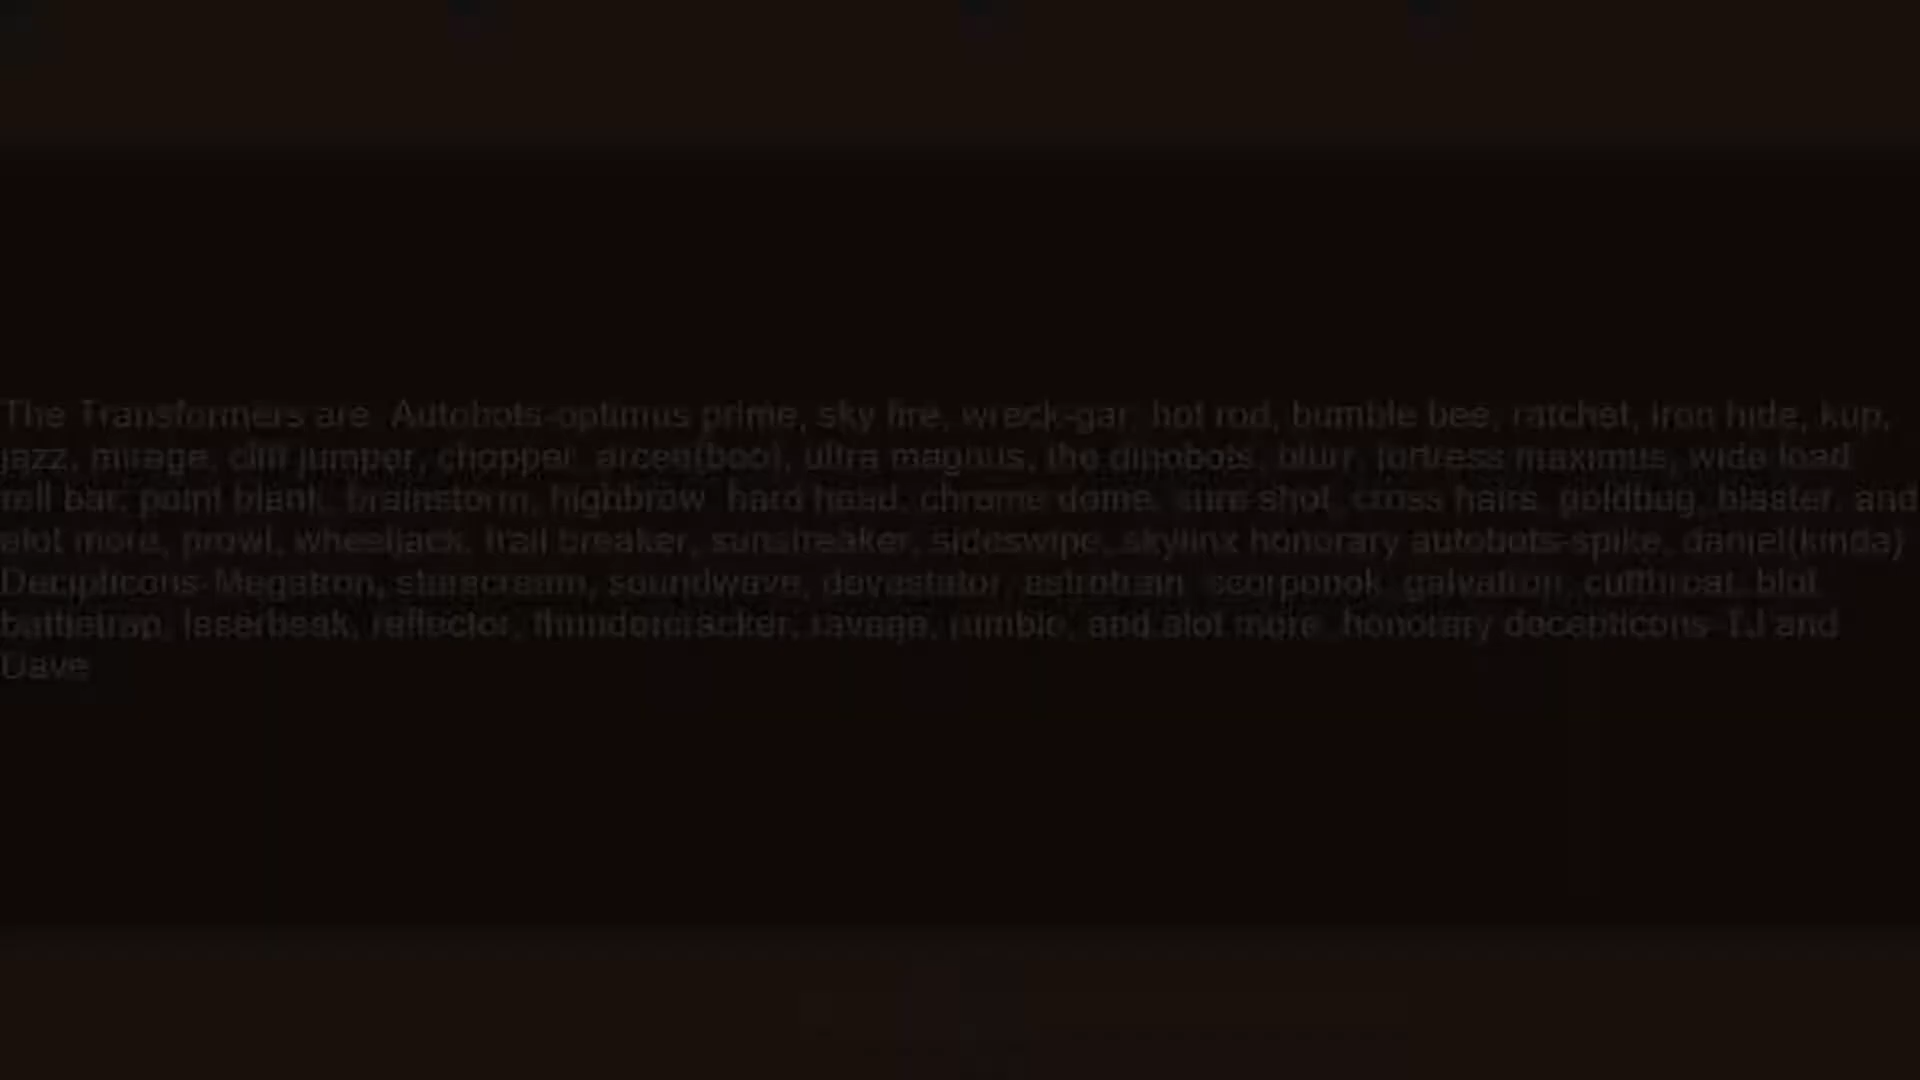 The Transformers are Autobots-optimus prime, sky fire, wreck-gar, hot rod, bumble bee, ratchet, iron hide, kup,
jazz, mirage, cliff jumper, chopper, arcee(boo), ultra magnus, the dinobots, blurr, fortress maximus, wide load
roll bar, point blank, brainstorm, highbrow, hard head, chrome dome, sure shot, cross hairs, goldbug, blaster, and
alot more, prowl, wheeljack, trail breaker, sunstreaker, sideswipe, skylinx honorary autobots-spike, daniel(kinda)
Decipticons-Megatron, starscream, soundwave, devastator, astrotrain, scorponok, galvatron, cutthroat, blot
battletrap, laserbeak, reflector, thundercracker, ravage, rumble, and alot more, honorary decepticons-TJ and
Dave